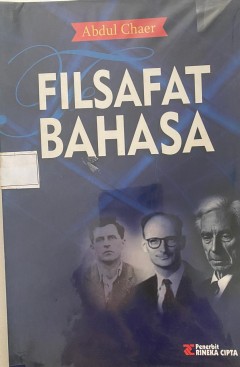 Abdul Chaer
FILSAFAT
BAHASA
Penerbit
RINEKA CIPTA